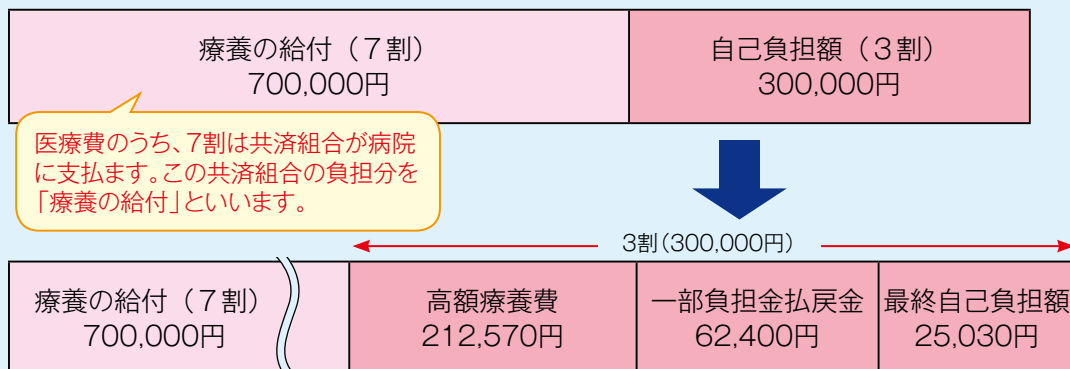 療養の給付（7割）
700,000円
自己負担額（3割）
300,000円
医療費のうち、7割は共済組合が病院
に支払ます。この共済組合の負担分を
「療養の給付」といいます。
3割（300,000円）
療養の給付（7割）
700,000円
高額療養費
212,570円
一部負担金払戻金
62,400円
最終自己負担額
25,030円